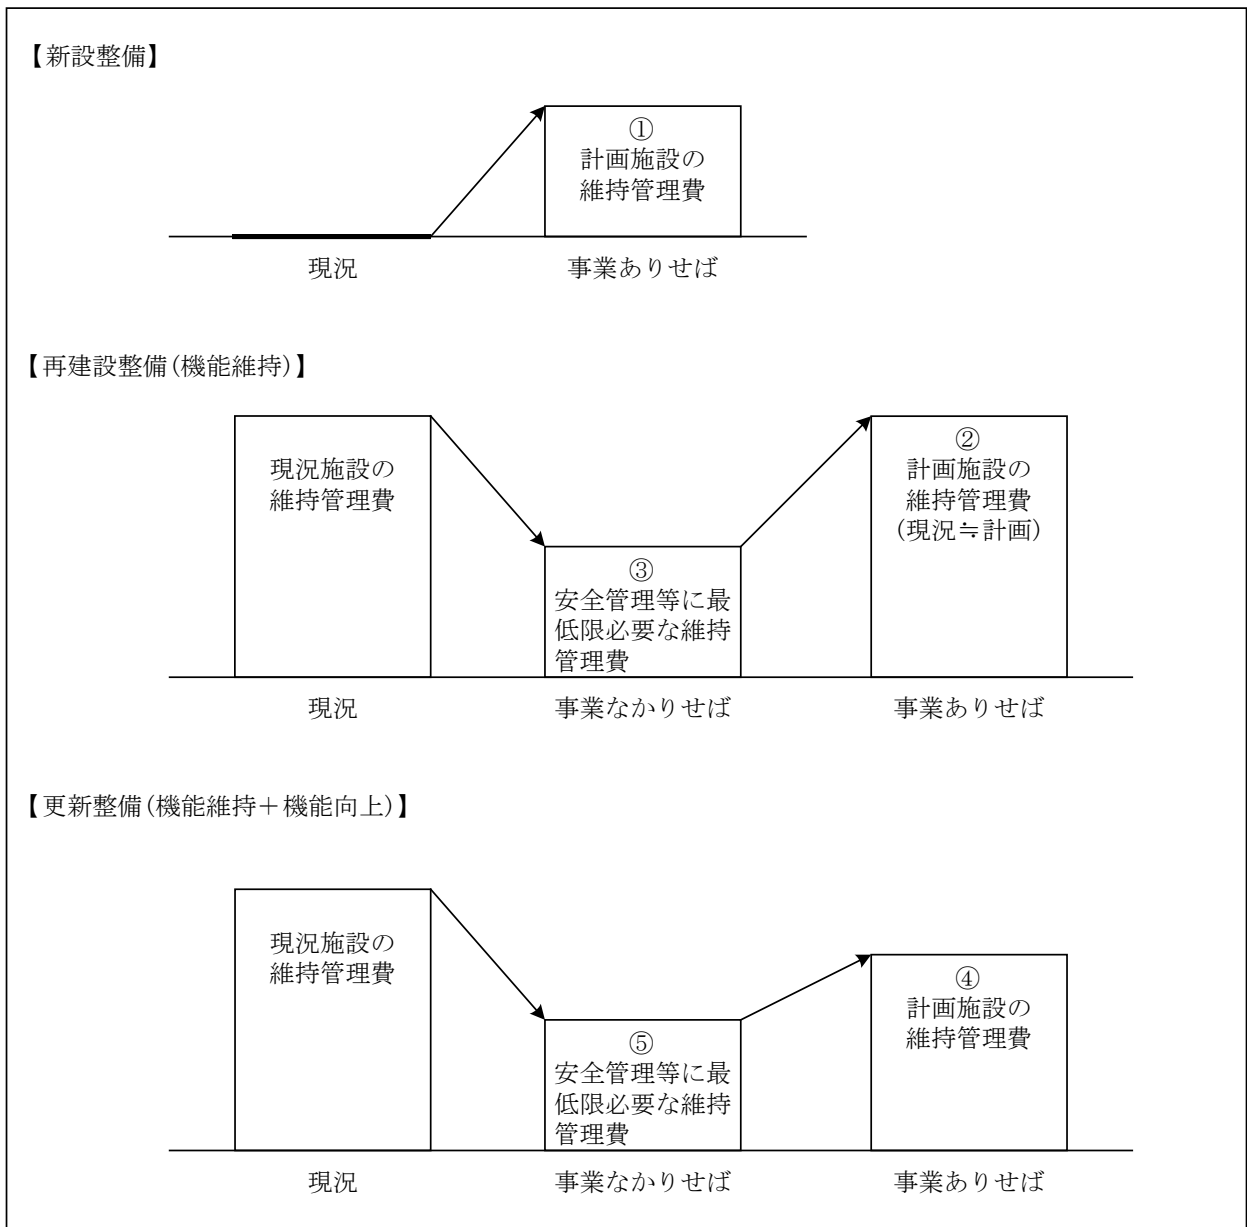 【新設整備】
①
計画施設の
維持管理費
現況
事業ありせば
【再建設整備(機能維持)】
現況施設の
維持管理費
③
安全管理等に最
低限必要な維持
管理費
②
計画施設の
維持管理費
(現況≒計画)
現況
事業なかりせば
事業ありせば
【更新整備(機能維持＋機能向上)】
現況施設の
維持管理費
⑤
安全管理等に最
低限必要な維持
管理費
④
計画施設の
維持管理費
現況
事業なかりせば
事業ありせば